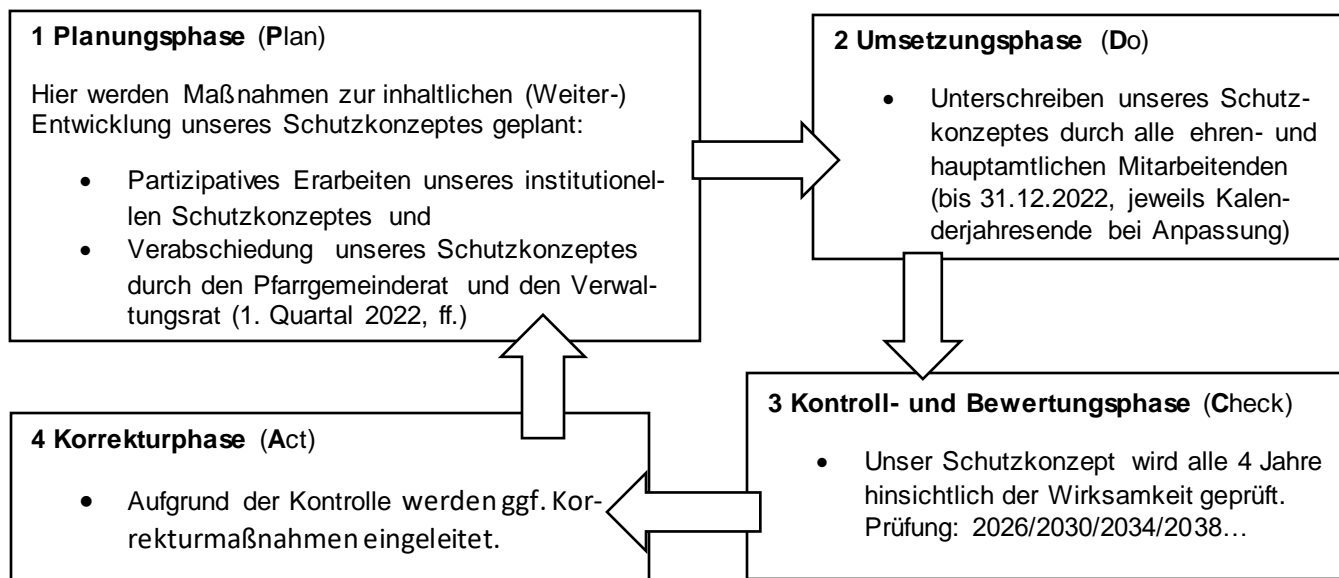 1 Planungsphase (Plan)
Hier werden Maßnahmen zur inhaltlichen (Weiter-)
Entwicklung unseres Schutzkonzeptes geplant:
• Partizipatives Erarbeiten unseres institutionel-
len Schutzkonzeptes und
• Verabschiedung unseres Schutzkonzeptes
durch den Pfarrgemeinderat und den Verwal-
tungsrat (1. Quartal 2022, ff.)
2 Umsetzungsphase (Do)
• Unterschreiben unseres Schutz-
konzeptes durch alle ehren- und
hauptamtlichen Mitarbeitenden
(bis 31.12.2022, jeweils Kalen-
derjahresende bei Anpassung)
3 Kontroll- und Bewertungsphase (Check)
• Unser Schutzkonzept wird alle 4 Jahre
hinsichtlich der Wirksamkeit geprüft.
Prüfung: 2026/2030/2034/2038…
4 Korrekturphase (Act)
• Aufgrund der Kontrolle werden ggf. Kor-
rekturmaßnahmen eingeleitet.